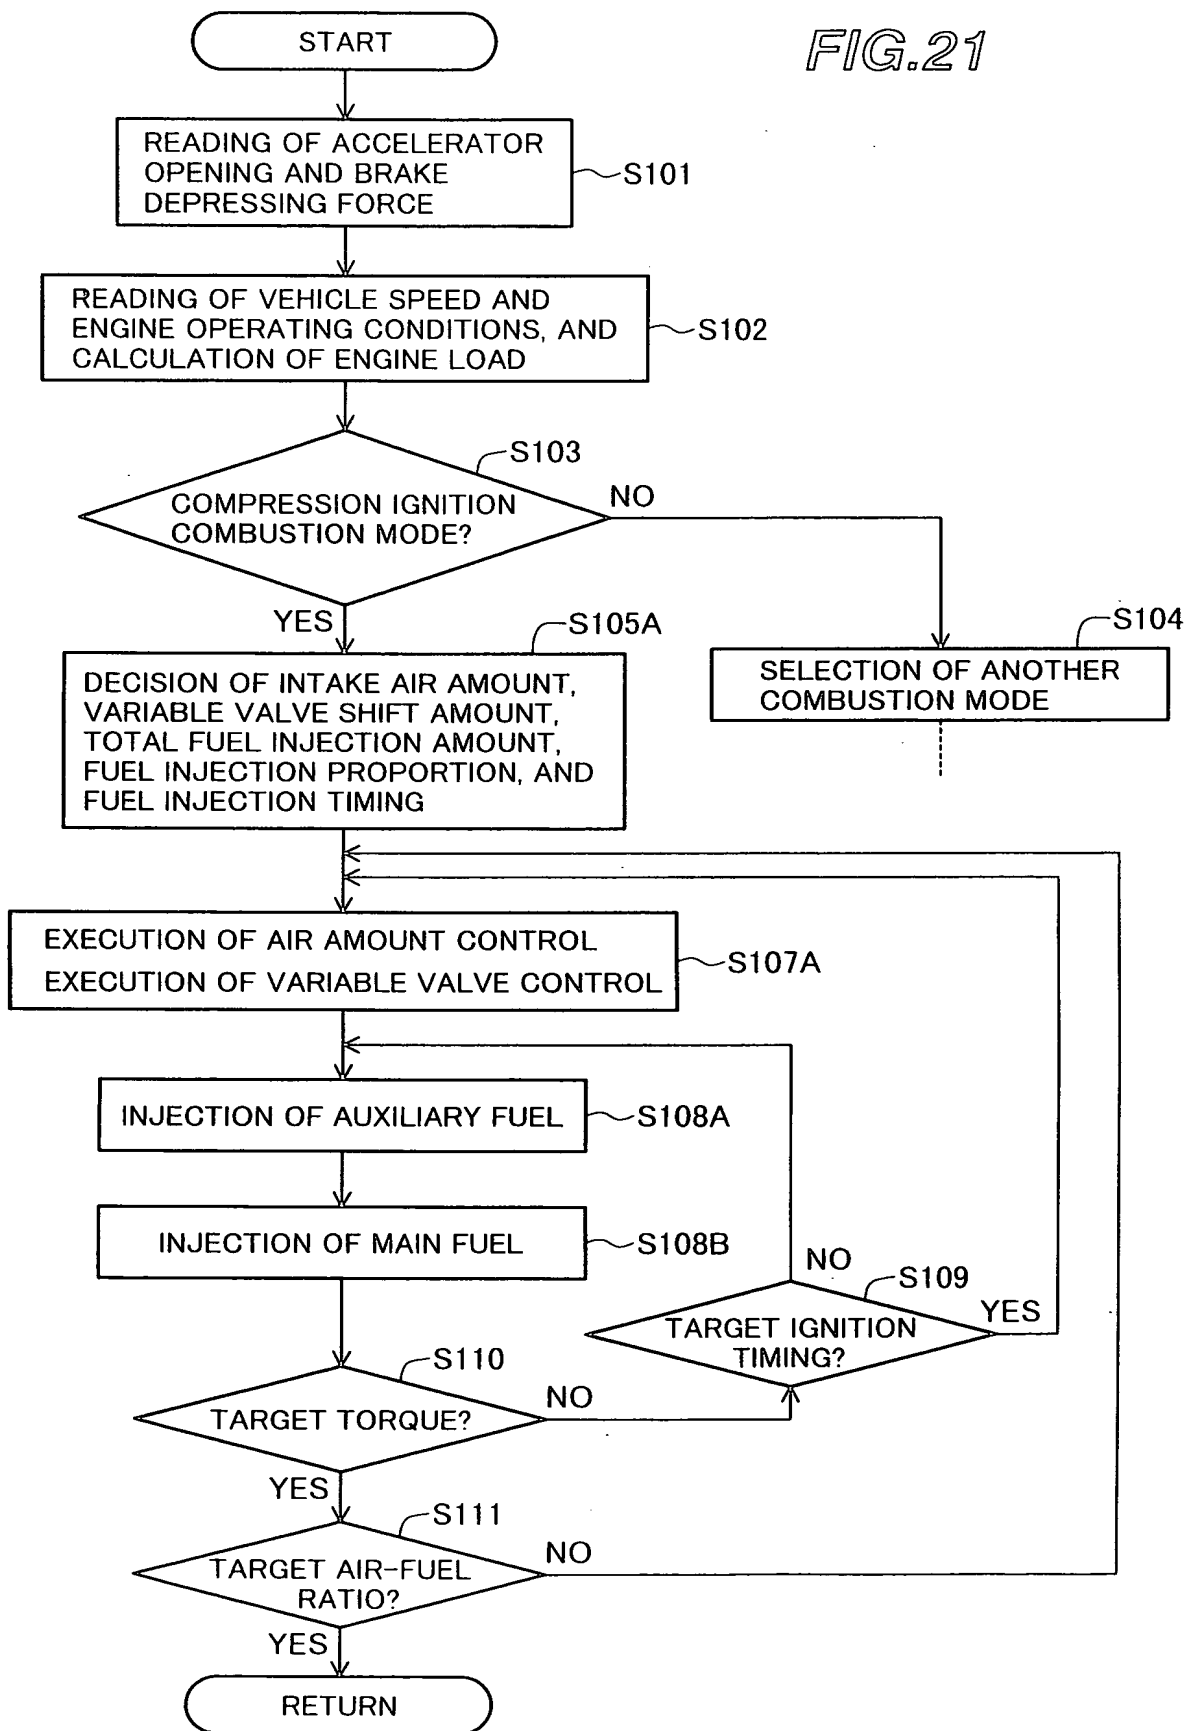 FIG.21
START
READING OF ACCELERATOR
OPENING AND BRAKE
DEPRESSING FORCE
S101
READING OF VEHICLE SPEED AND
ENGINE OPERATING CONDITIONS, AND
CALCULATION OF ENGINE LOAD
S102
S103
COMPRESSION IGNITION
COMBUSTION MODE?
NO
YES
S104
SELECTION OF ANOTHER
COMBUSTION MODE
S105A
DECISION OF INTAKE AIR AMOUNT,
VARIABLE VALVE SHIFT AMOUNT,
TOTAL FUEL INJECTION AMOUNT,
FUEL INJECTION PROPORTION, AND
FUEL INJECTION TIMING
EXECUTION OF AIR AMOUNT CONTROL
EXECUTION OF VARIABLE VALVE CONTROL
S107A
INJECTION OF AUXILIARY FUEL
S108A
INJECTION OF MAIN FUEL
S108B
NO
S109
YES
TARGET IGNITION
TIMING?
S110
TARGET TORQUE?
NO
YES
S111
TARGET AIR-FUEL
RATIO?
NO
YES
RETURN